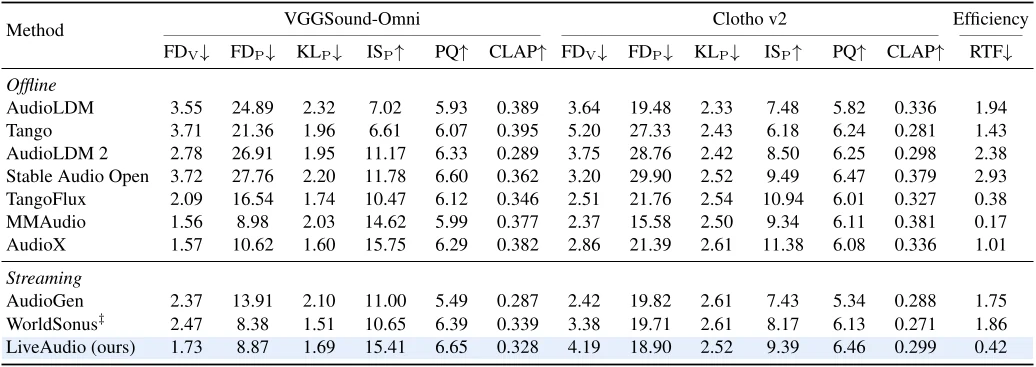 Method VGGSound-Omni Clotho v2 Efficiency
FD_V↓ FD_P↓ KL_P↓ IS_P↑ PQ↑ CLAP↑ FD_V↓ FD_P↓ KL_P↓ IS_P↑ PQ↑ CLAP↑ RTF↓
Offline
AudioLDM 3.55 24.89 2.32 7.02 5.93 0.389 3.64 19.48 2.33 7.48 5.82 0.336 1.94
Tango 3.71 21.36 1.96 6.61 6.07 0.395 5.20 27.33 2.43 6.18 6.24 0.281 1.43
AudioLDM 2 2.78 26.91 1.95 11.17 6.33 0.289 3.75 28.76 2.42 8.50 6.25 0.298 2.38
Stable Audio Open 3.72 27.76 2.20 11.78 6.60 0.362 3.20 29.90 2.52 9.49 6.47 0.379 2.93
TangoFlux 2.09 16.54 1.74 10.47 6.12 0.346 2.51 21.76 2.54 10.94 6.01 0.327 0.38
MMAudio 1.56 8.98 2.03 14.62 5.99 0.377 2.37 15.58 2.50 9.34 6.11 0.381 0.17
AudioX 1.57 10.62 1.60 15.75 6.29 0.382 2.86 21.39 2.61 11.38 6.08 0.336 1.01
Streaming
AudioGen 2.37 13.91 2.10 11.00 5.49 0.287 2.42 19.82 2.61 7.43 5.34 0.288 1.75
WorldSonus‡ 2.47 8.38 1.51 10.65 6.39 0.339 3.38 19.71 2.61 8.17 6.13 0.271 1.86
LiveAudio (ours) 1.73 8.87 1.69 15.41 6.65 0.328 4.19 18.90 2.52 9.39 6.46 0.299 0.42